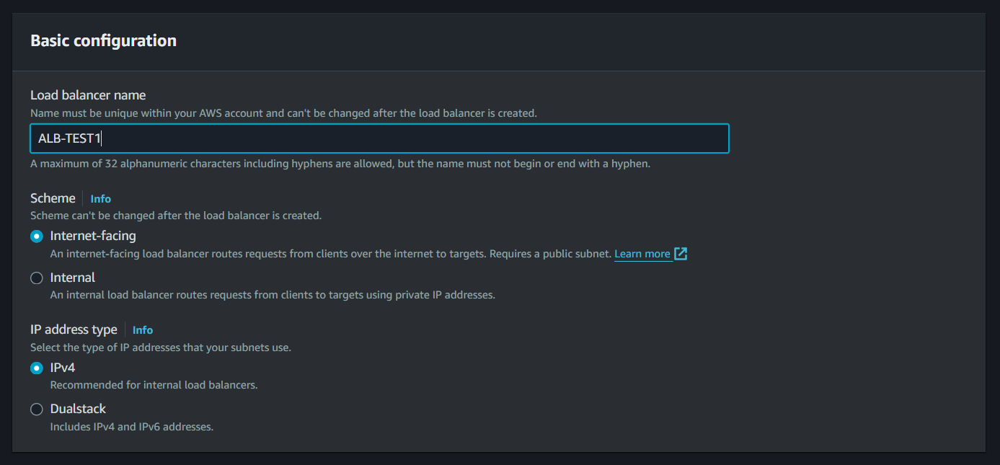 Basic configuration
Load balancer name
Name must be unique within your AWS account and can't be changed after the load balancer is created.
ALB-TEST1
A maximum of 32 alphanumeric characters including hyphens are allowed, but the name must not begin or end with a hyphen.
Scheme Info
Scheme can't be changed after the load balancer is created.
Internet-facing
An internet-facing load balancer routes requests from clients over the internet to targets. Requires a public subnet. Learn more
Internal
An internal load balancer routes requests from clients to targets using private IP addresses.
IP address type Info
Select the type of IP addresses that your subnets use.
IPv4
Recommended for internal load balancers.
Dualstack
Includes IPv4 and IPv6 addresses.